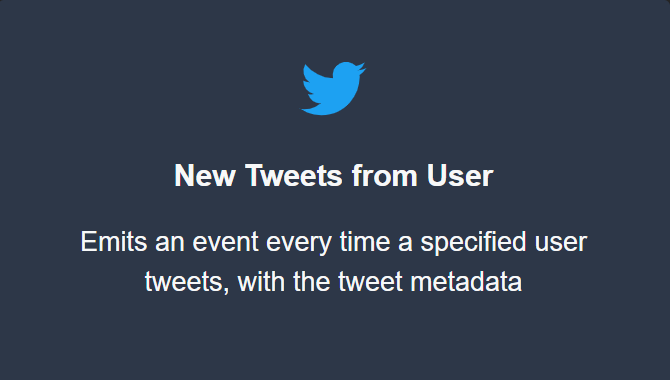 New Tweets from User
Emits an event every time a specified user
tweets, with the tweet metadata